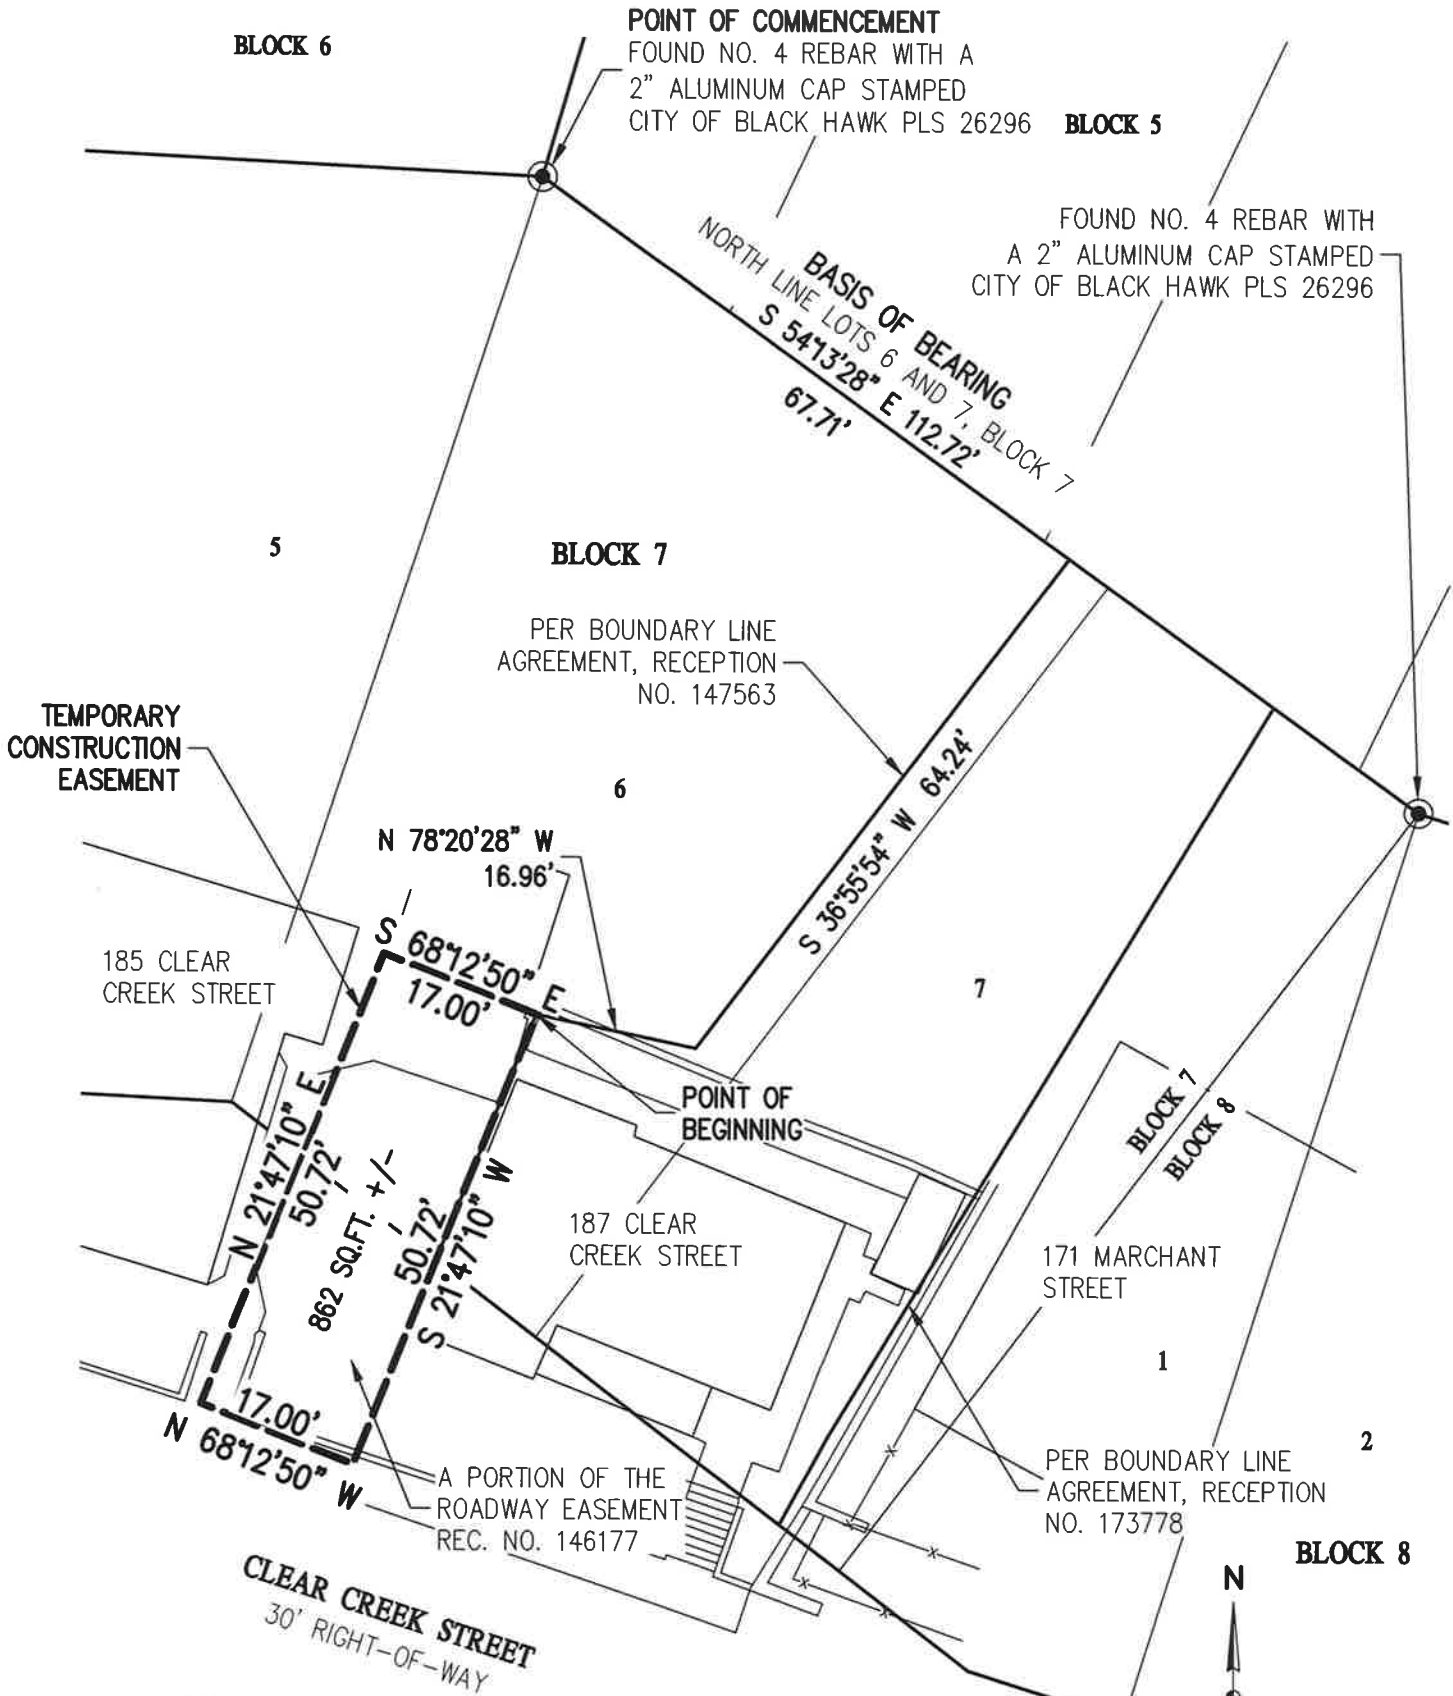 BLOCK 6
POINT OF COMMENCEMENT
FOUND NO. 4 REBAR WITH A
2" ALUMINUM CAP STAMPED
CITY OF BLACK HAWK PLS 26296
BLOCK 5
FOUND NO. 4 REBAR WITH
A 2" ALUMINUM CAP STAMPED
CITY OF BLACK HAWK PLS 26296
BASIS OF BEARING
NORTH LINE LOTS 6 AND 7, BLOCK 7
S 54°13'28" E 112.72'
67.71'
5
BLOCK 7
PER BOUNDARY LINE
AGREEMENT, RECEPTION
NO. 147563
TEMPORARY
CONSTRUCTION
EASEMENT
6
S 36°55'54" W 64.24'
N 78°20'28" W
16.96'
185 CLEAR
CREEK STREET
S 68°12'50" E
17.00'
7
POINT OF
BEGINNING
BLOCK 7
BLOCK 8
N 21°47'10" E
50.72'
862 SQ.FT. +/-
50.72'
S 21°47'10" W
187 CLEAR
CREEK STREET
171 MARCHANT
STREET
1
2
17.00'
N 68°12'50" W
A PORTION OF THE
ROADWAY EASEMENT
REC. NO. 146177
PER BOUNDARY LINE
AGREEMENT, RECEPTION
NO. 173778
BLOCK 8
CLEAR CREEK STREET
30' RIGHT-OF-WAY
N